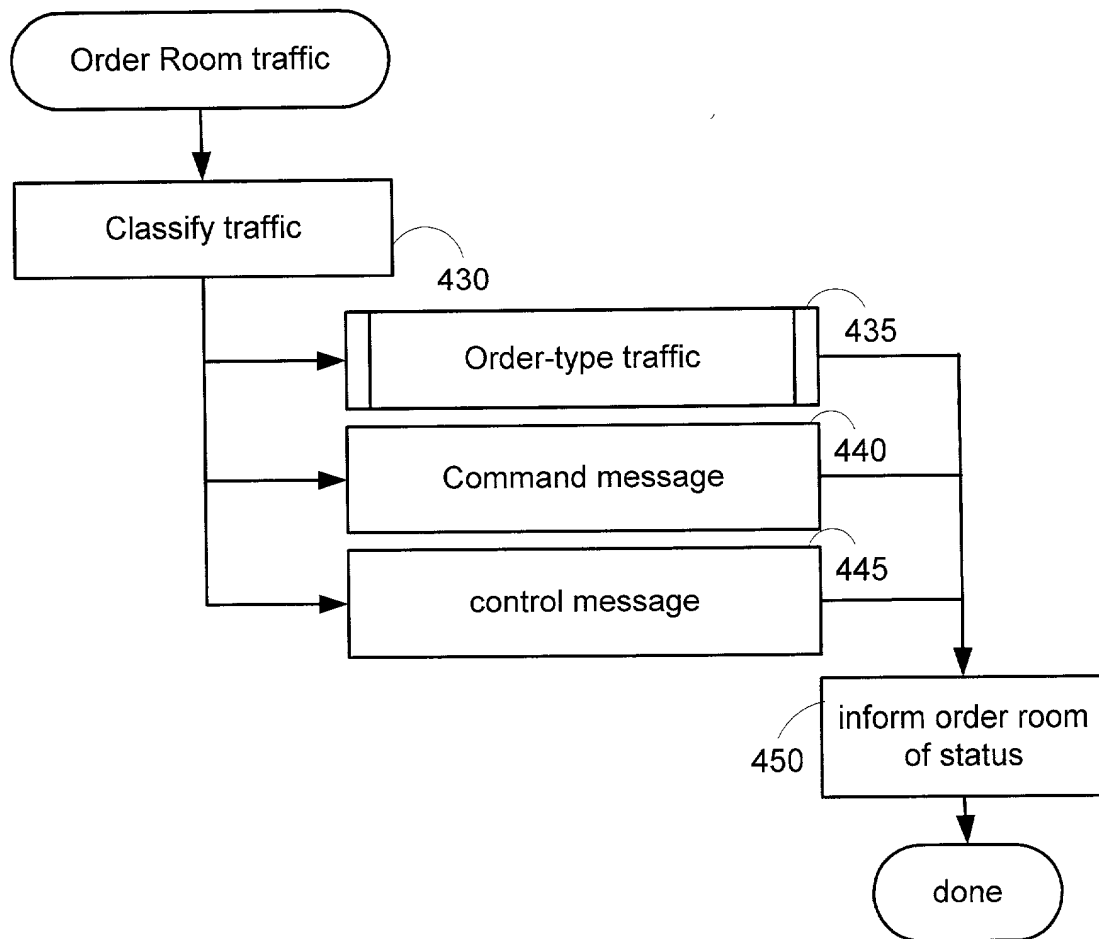 Order Room traffic
Classify traffic
430
Order-type traffic
435
Command message
440
control message
445
inform order room
of status
450
done